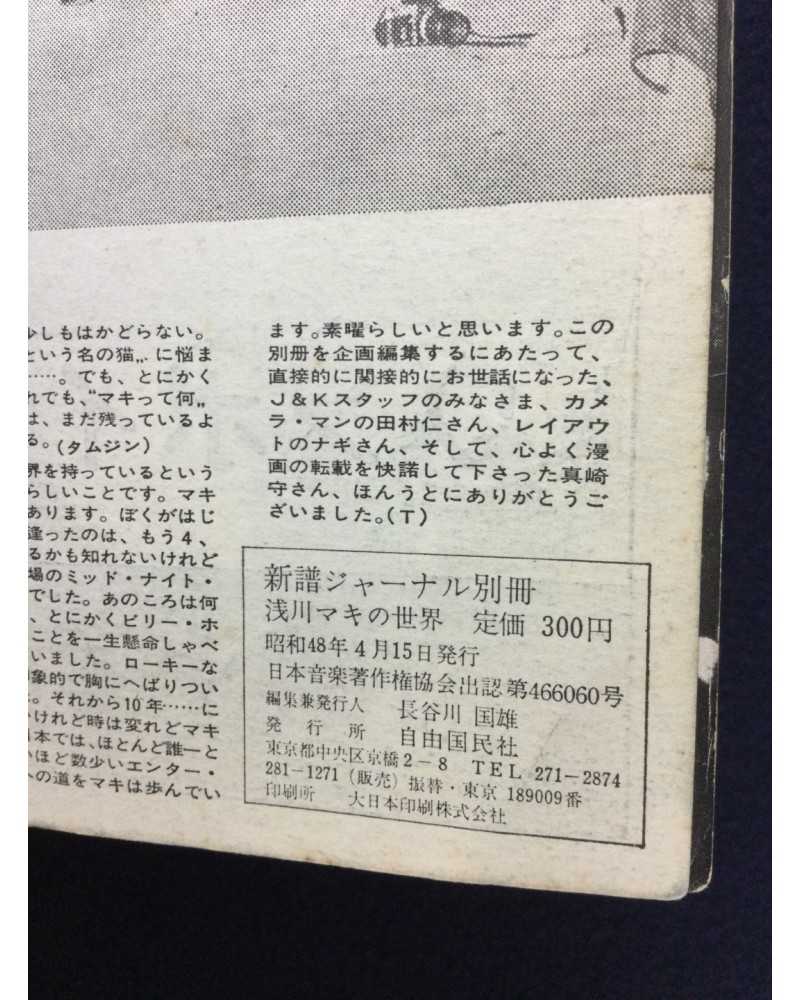 少しもはかどらない。
という名の猫„に悩ま
……。でも、とにかく
れでも、“マキって何„
は、まだ残っているよ
る。(タムジン)
界を持っているという
らしいことです。マキ
あります。ぼくがはじ
逢ったのは、もう4、
るかも知れないけれど
場のミッド・ナイト・
でした。あのころは何
、とにかくビリー・ホ
ことを一生懸命しゃべ
いました。ローキーな
印象的で胸にへばりつい
。それから10年……に
けれど時は変れどマキ
日本では、ほとんど誰一と
いほど数少いエンター・
への道をマキは歩んでい
ます。素曜らしいと思います。この
別冊を企画編集するにあたって、
直接的に関接的にお世話になった、
J&Kスタッフのみなさま、カメ
ラ・マンの田村仁さん、レイアウ
トのナギさん、そして、心よく漫
画の転載を快諾して下さった真崎
守さん、ほんうとにありがとうご
ざいました。(T)
新譜ジャーナル別冊
浅川マキの世界 定価 300円
昭和48年4月15日発行
日本音楽著作権協会出認第466060号
編集兼発行人 長谷川 国雄
発行所 自由国民社
東京都中央区京橋2-8 TEL 271-2874
281-1271(販売) 振替・東京 189009番
印刷所 大日本印刷株式会社